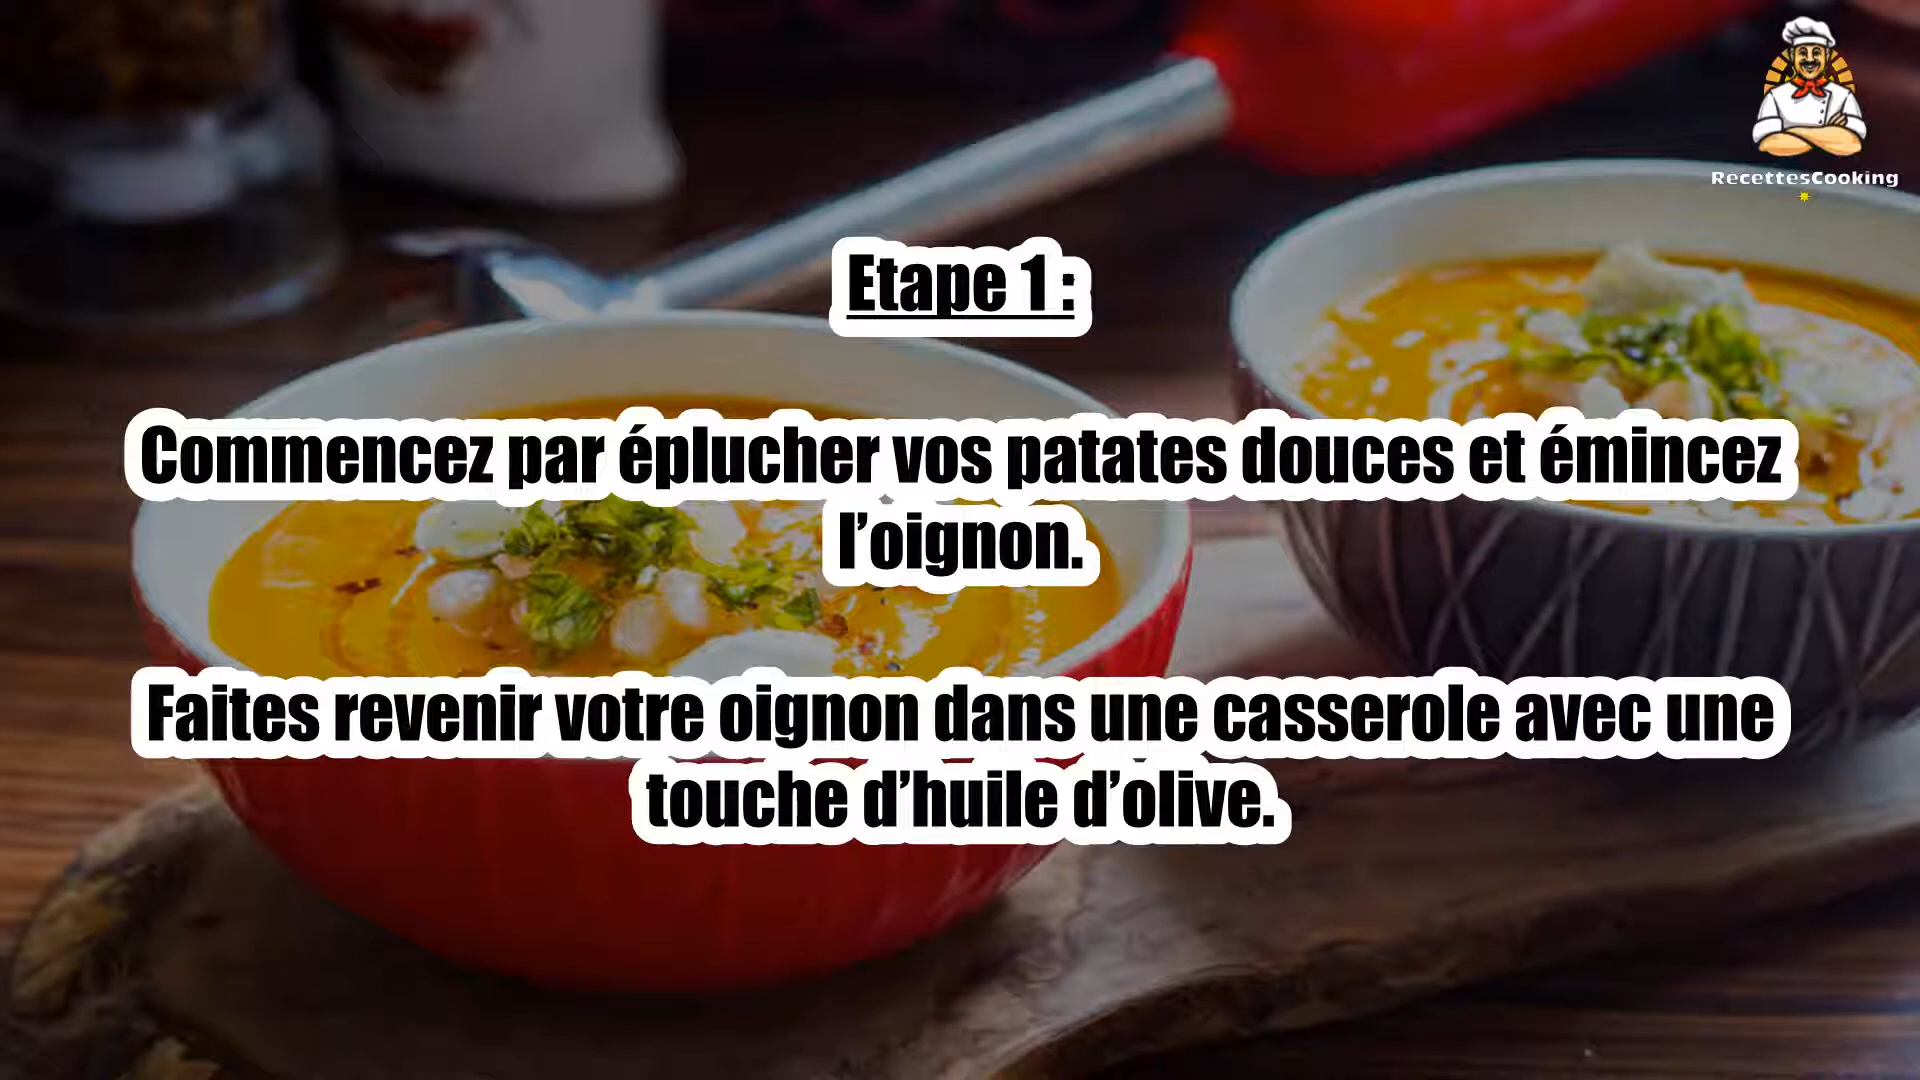 RecettesCooking
Etape 1 :
Commencez par éplucher vos patates douces et émincez
l’oignon.
Faites revenir votre oignon dans une casserole avec une
touche d’huile d’olive.